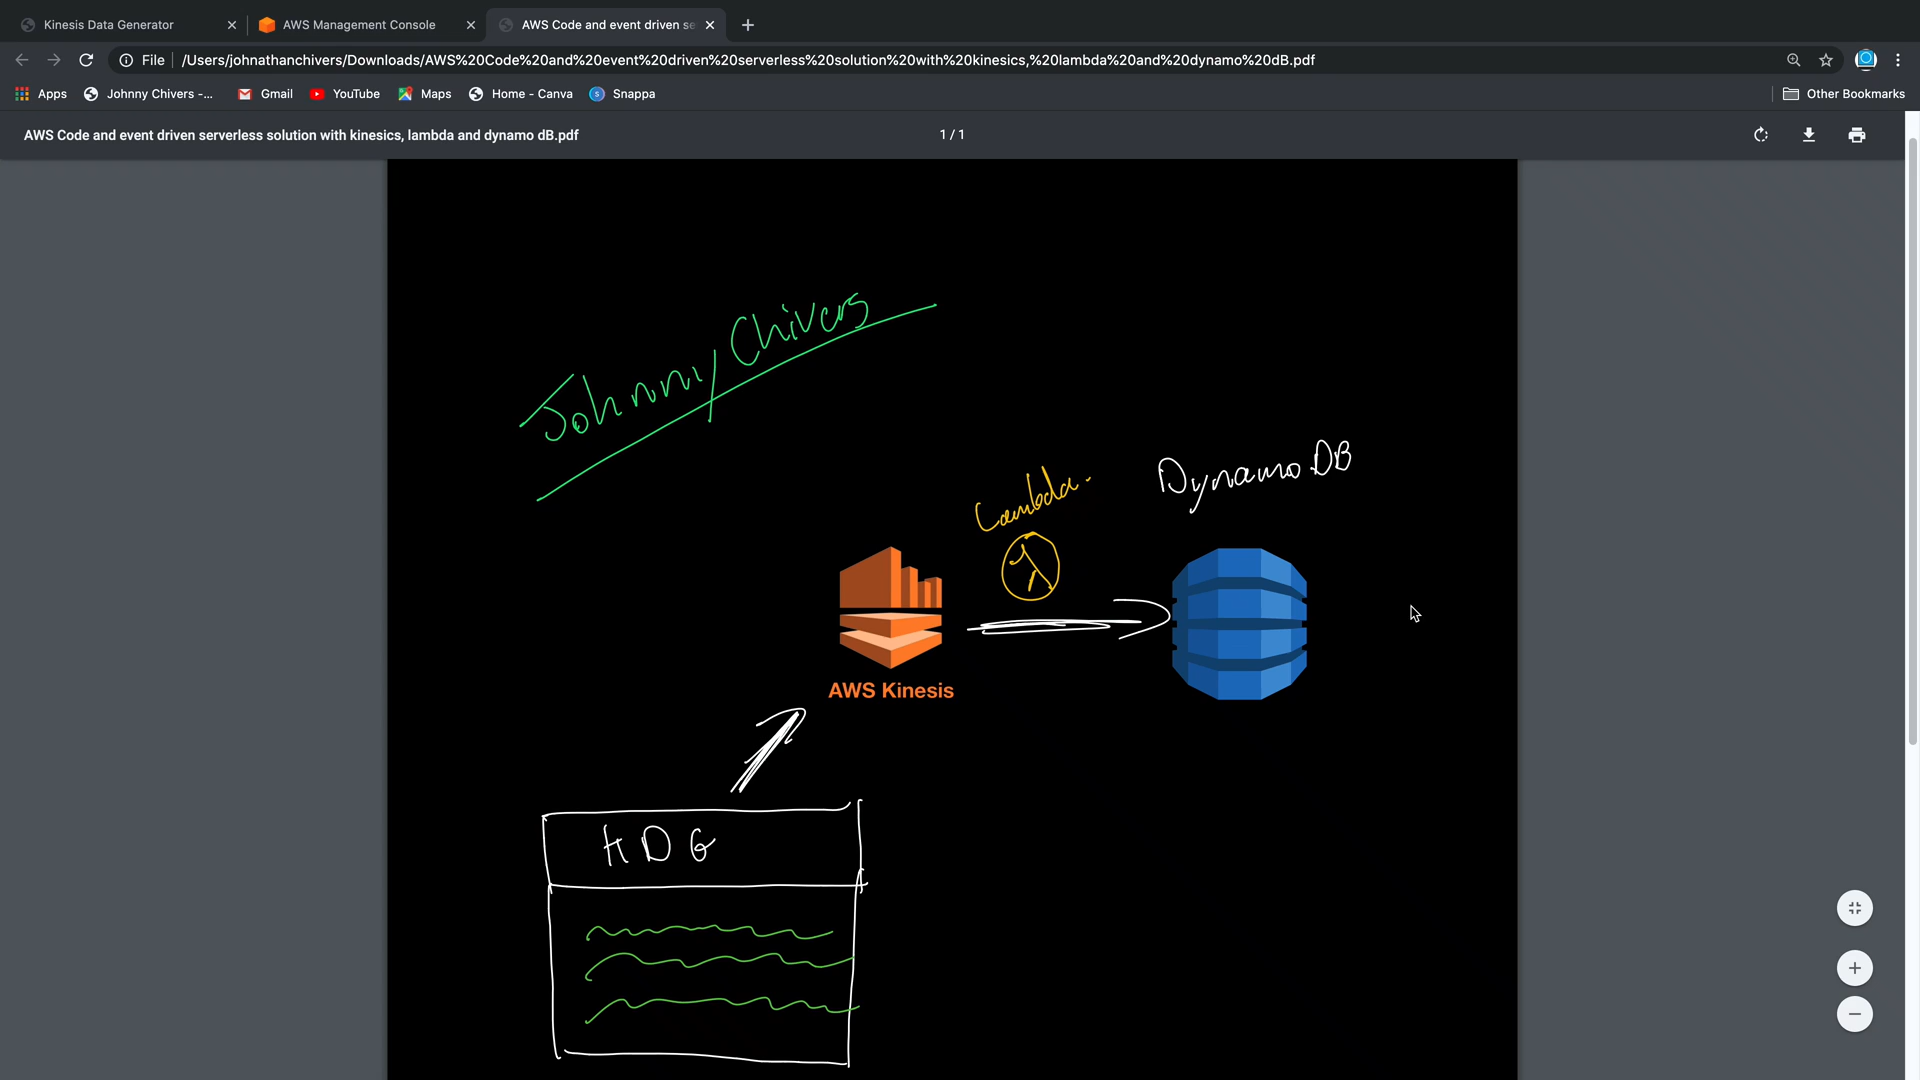 Kinesis Data Generator
AWS Management Console
AWS Code and event driven se
File
/Users/johnathanchivers/Downloads/AWS%20Code%20and%20event%20driven%20serverless%20solution%20with%20kinesics,%20lambda%20and%20dynamo%20dB.pdf
Apps
Johnny Chivers -...
Gmail
YouTube
Maps
Home - Canva
Snappa
Other Bookmarks
AWS Code and event driven serverless solution with kinesics, lambda and dynamo dB.pdf
1 / 1
Johnny Chivers
Dynamo DB
Lambda.
λ
AWS Kinesis
KDG